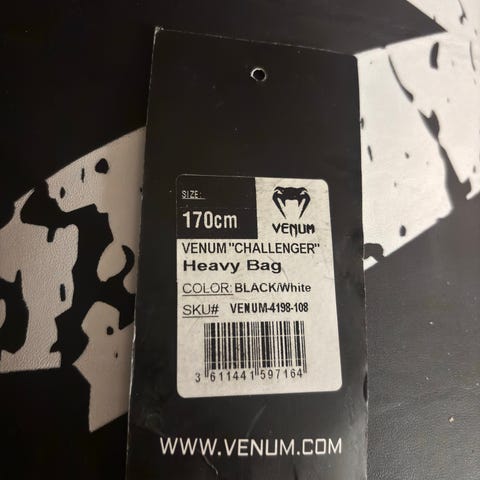 SIZE:
170cm
VENUM
VENUM "CHALLENGER"
Heavy Bag
COLOR: BLACK/White
SKU# VENUM-4198-108
3 611441 597164
WWW.VENUM.COM